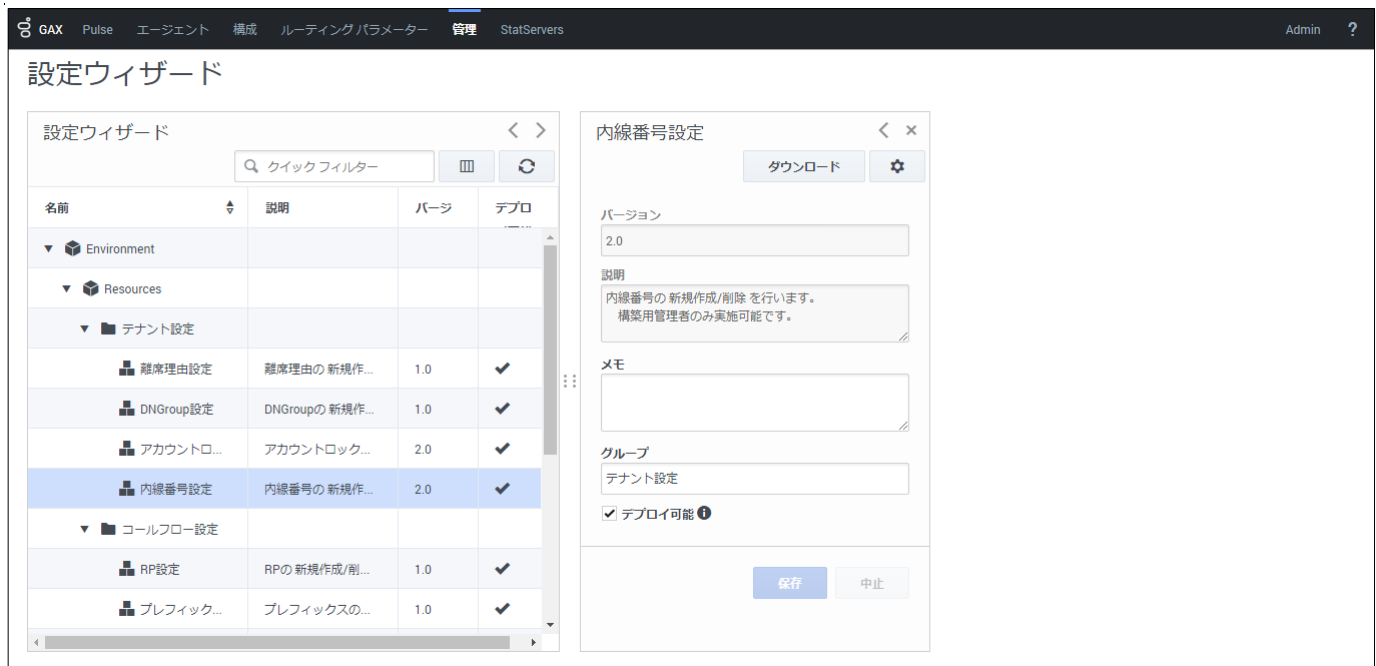 GAX Pulse エージェント 構成 ルーティング パラメーター 管理 StatServers Admin ?
設定ウィザード
設定ウィザード
クイック フィルター
名前 説明 バージ デプロ
Environment
Resources
テナント設定
離席理由設定 離席理由の 新規作... 1.0
DNGroup設定 DNGroupの 新規作... 1.0
アカウントロ... アカウントロック... 2.0
内線番号設定 内線番号の 新規作... 2.0
コールフロー設定
RP設定 RPの 新規作成/削... 1.0
プレフィック... プレフィックスの... 1.0
内線番号設定
ダウンロード
バージョン
2.0
説明
内線番号の 新規作成/削除 を行います。
構築用管理者のみ実施可能です。
メモ
グループ
テナント設定
デプロイ可能
保存 中止